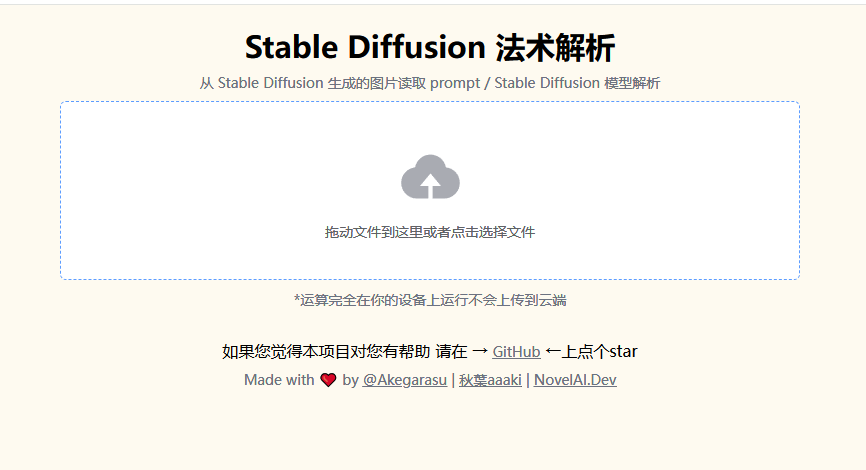 Stable Diffusion 法术解析
从 Stable Diffusion 生成的图片读取 prompt / Stable Diffusion 模型解析
拖动文件到这里或者点击选择文件
*运算完全在你的设备上运行不会上传到云端
如果您觉得本项目对您有帮助 请在 → GitHub ←上点个star
Made with ❤️ by @Akegarasu | 秋葉aaaki | NovelAI.Dev